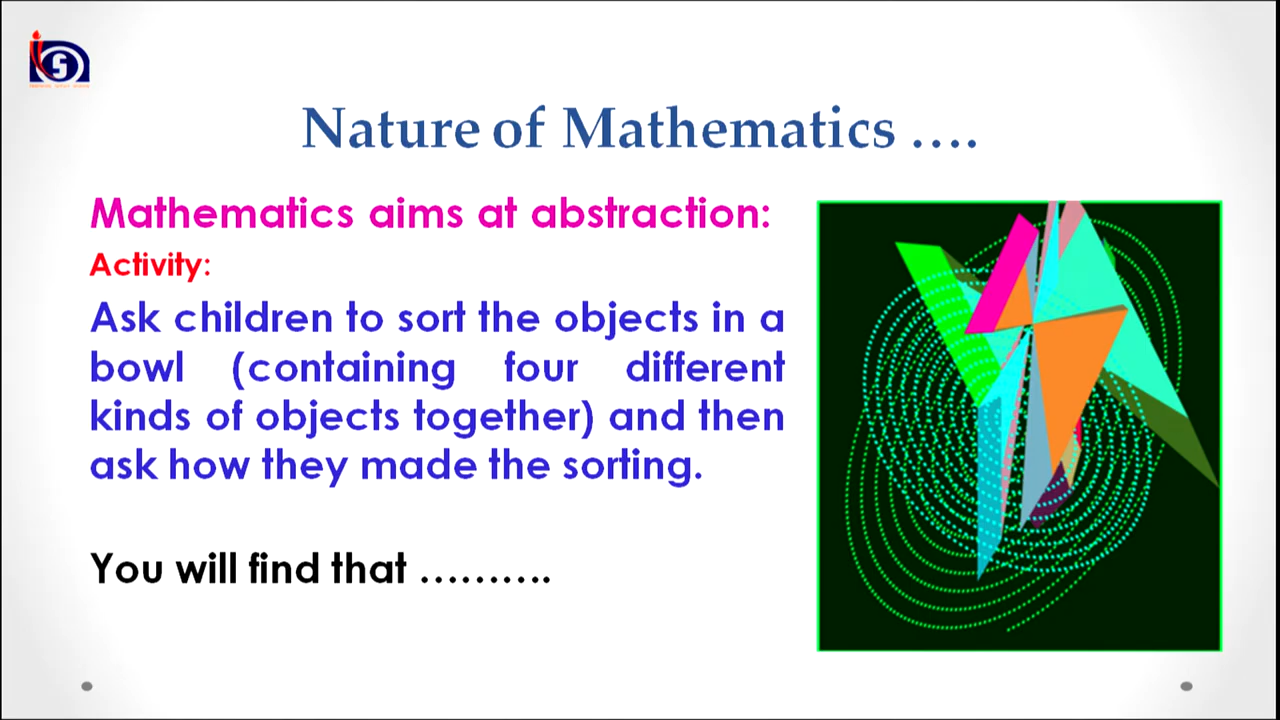 Nature of Mathematics ....
Mathematics aims at abstraction:
Activity:
Ask children to sort the objects in a
bowl (containing four different
kinds of objects together) and then
ask how they made the sorting.
You will find that ..........